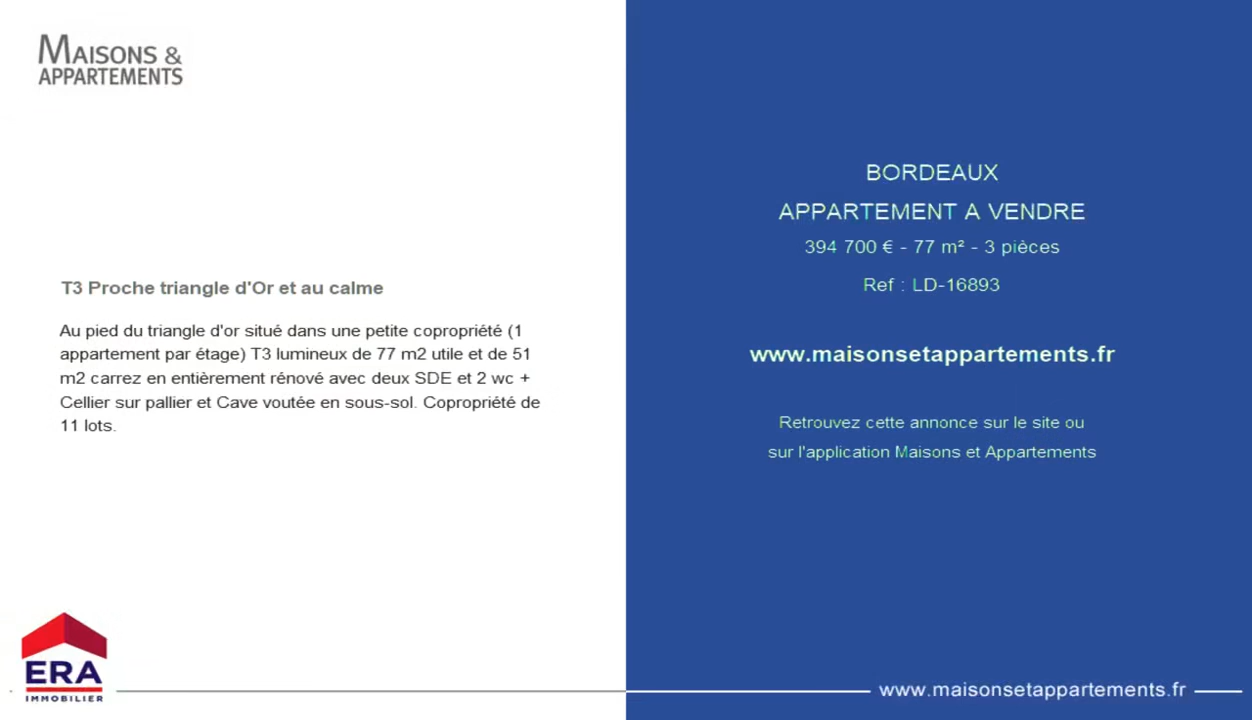 MAISONS &
APPARTEMENTS
T3 Proche triangle d'Or et au calme
Au pied du triangle d'or situé dans une petite copropriété (1
appartement par étage) T3 lumineux de 77 m2 utile et de 51
m2 carrez en entièrement rénové avec deux SDE et 2 wc +
Cellier sur pallier et Cave voutée en sous-sol. Copropriété de
11 lots.
ERA
IMMOBILIER
BORDEAUX
APPARTEMENT A VENDRE
394 700 € - 77 m² - 3 pièces
Ref : LD-16893
www.maisonsetappartements.fr
Retrouvez cette annonce sur le site ou
sur l'application Maisons et Appartements
www.maisonsetappartements.fr